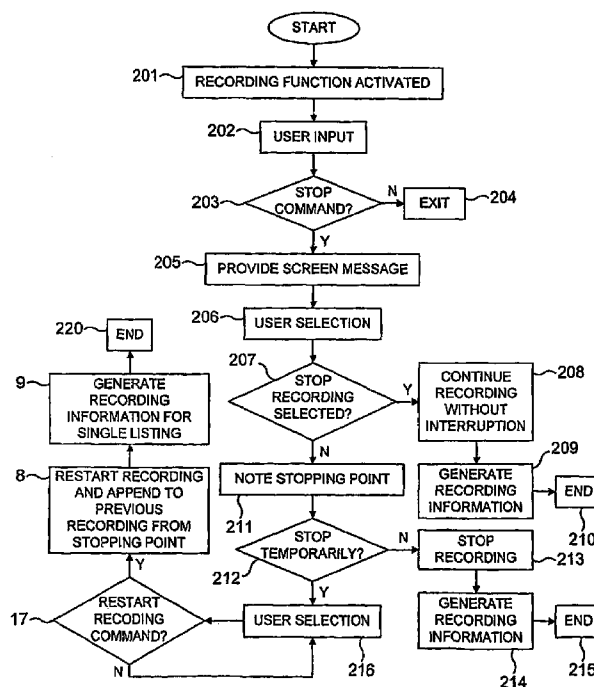 START
201
RECORDING FUNCTION ACTIVATED
202
USER INPUT
203
STOP
COMMAND?
N
EXIT
204
Y
205
PROVIDE SCREEN MESSAGE
206
USER SELECTION
207
STOP
RECORDING
SELECTED?
Y
CONTINUE
RECORDING
WITHOUT
INTERRUPTION
208
N
GENERATE
RECORDING
INFORMATION
209
END
210
NOTE STOPPING POINT
211
STOP
TEMPORARILY?
212
N
STOP
RECORDING
213
GENERATE
RECORDING
INFORMATION
214
END
215
Y
USER SELECTION
216
RESTART
RECODING
COMMAND?
17
N
Y
8
RESTART RECORDING
AND APPEND TO
PREVIOUS
RECORDING FROM
STOPPING POINT
9
GENERATE
RECORDING
INFORMATION FOR
SINGLE LISTING
220
END